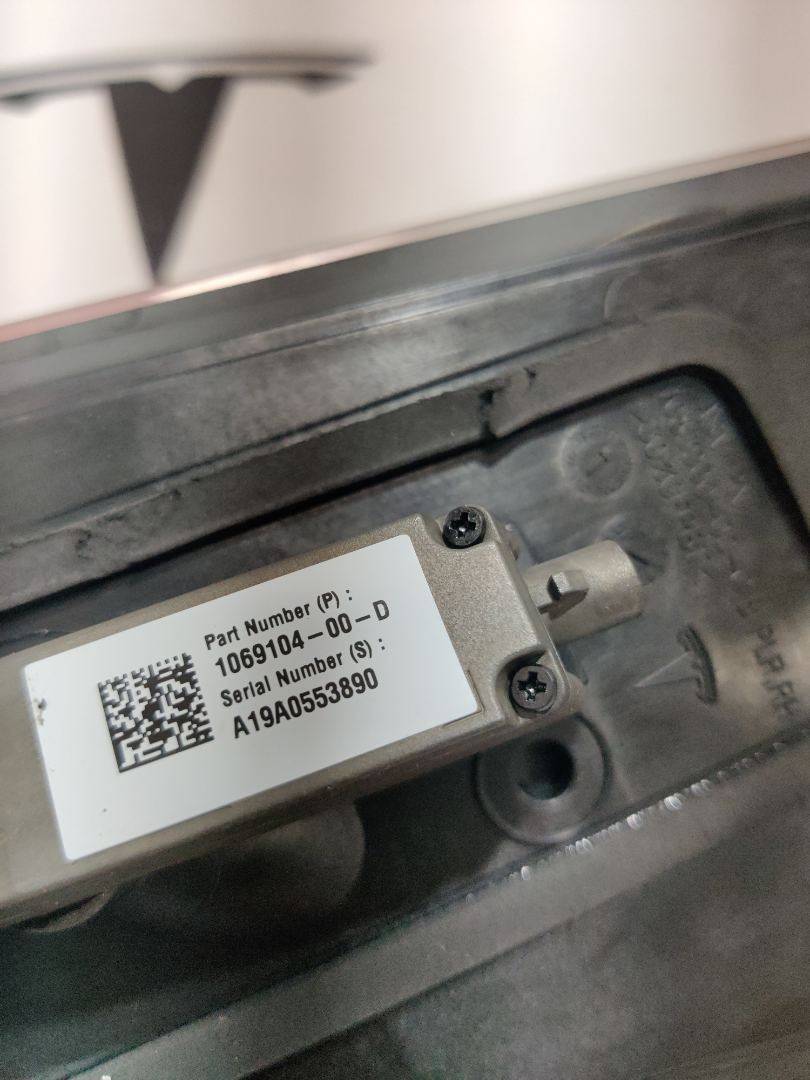 Part Number (P) :
1069104-00-D
Serial Number (S) :
A19A0553890